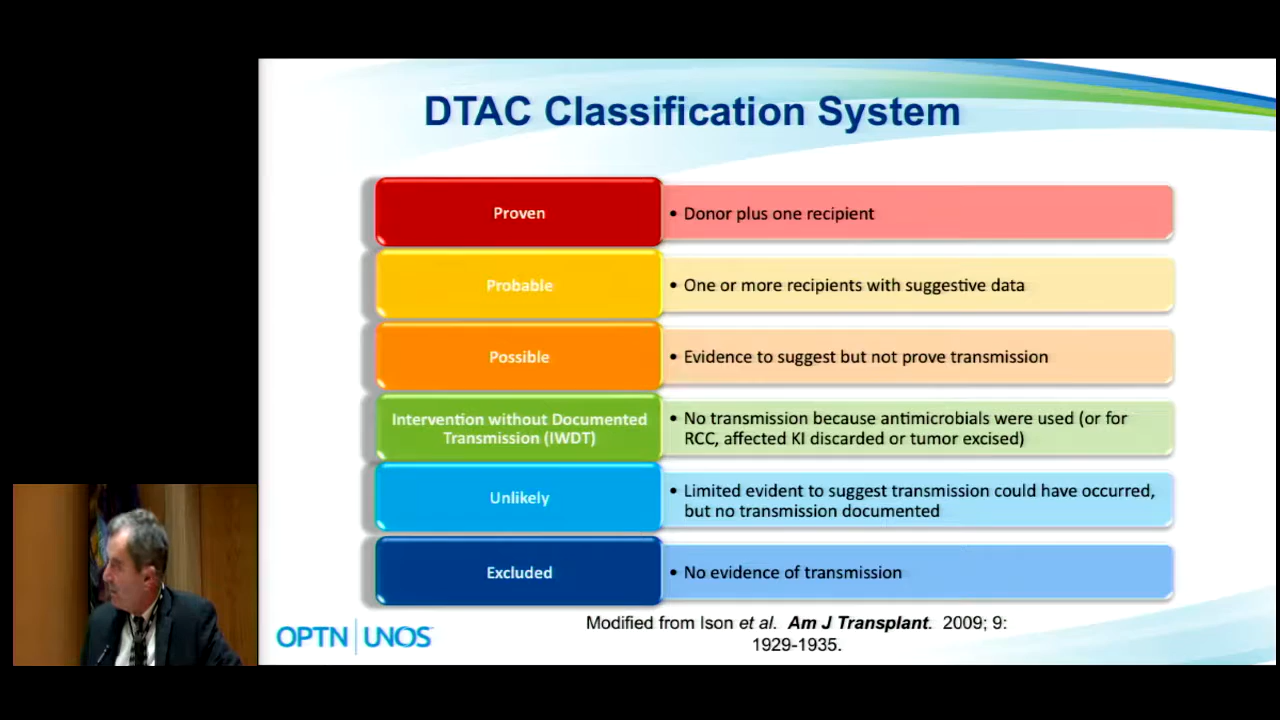 DTAC Classification System
Proven
• Donor plus one recipient
Probable
• One or more recipients with suggestive data
Possible
• Evidence to suggest but not prove transmission
Intervention without Documented
Transmission (IWDT)
• No transmission because antimicrobials were used (or for
RCC, affected KI discarded or tumor excised)
Unlikely
• Limited evident to suggest transmission could have occurred,
but no transmission documented
Excluded
• No evidence of transmission
OPTN | UNOS
Modified from Ison et al. Am J Transplant. 2009; 9:
1929-1935.